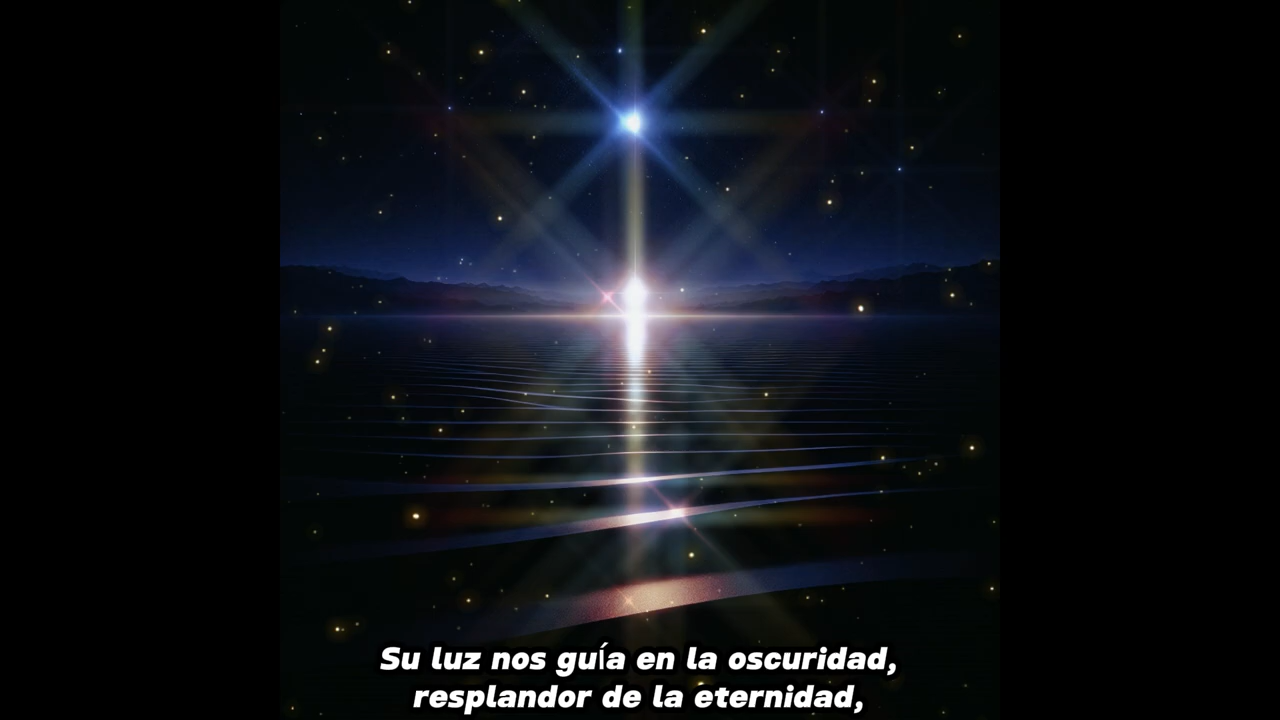 Su luz nos guía en la oscuridad,
resplandor de la eternidad,